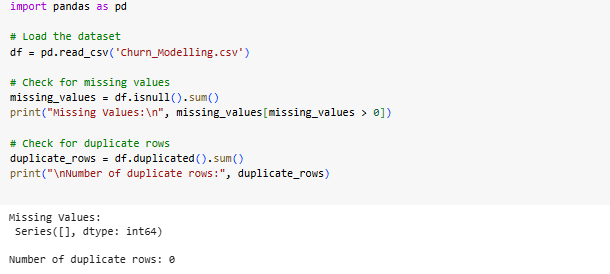 import pandas as pd
# Load the dataset
df = pd.read_csv('Churn_Modelling.csv')
# Check for missing values
missing_values = df.isnull().sum()
print("Missing Values:\n", missing_values[missing_values > 0])
# Check for duplicate rows
duplicate_rows = df.duplicated().sum()
print("\nNumber of duplicate rows:", duplicate_rows)
Missing Values:
 Series([], dtype: int64)
Number of duplicate rows: 0